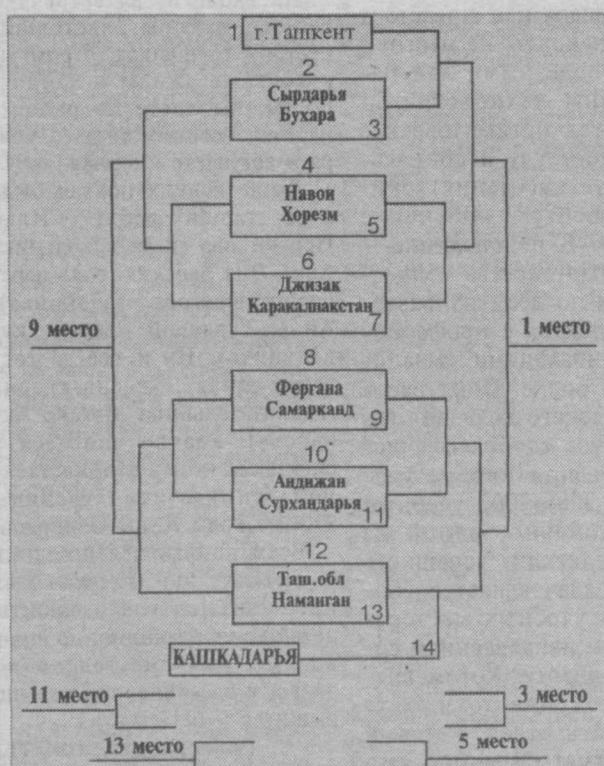 1 г.Ташкент
2
Сырдарья
Бухара
3
4
Навои
Хорезм
5
6
Джизак
Каракалпакстан
7
9 место
1 место
8
Фергана
Самарканд
9
10
Андижан
Сурхандарья
11
12
Таш.обл
Наманган
13
КАШКАДАРЬЯ
14
11 место
3 место
13 место
5 место